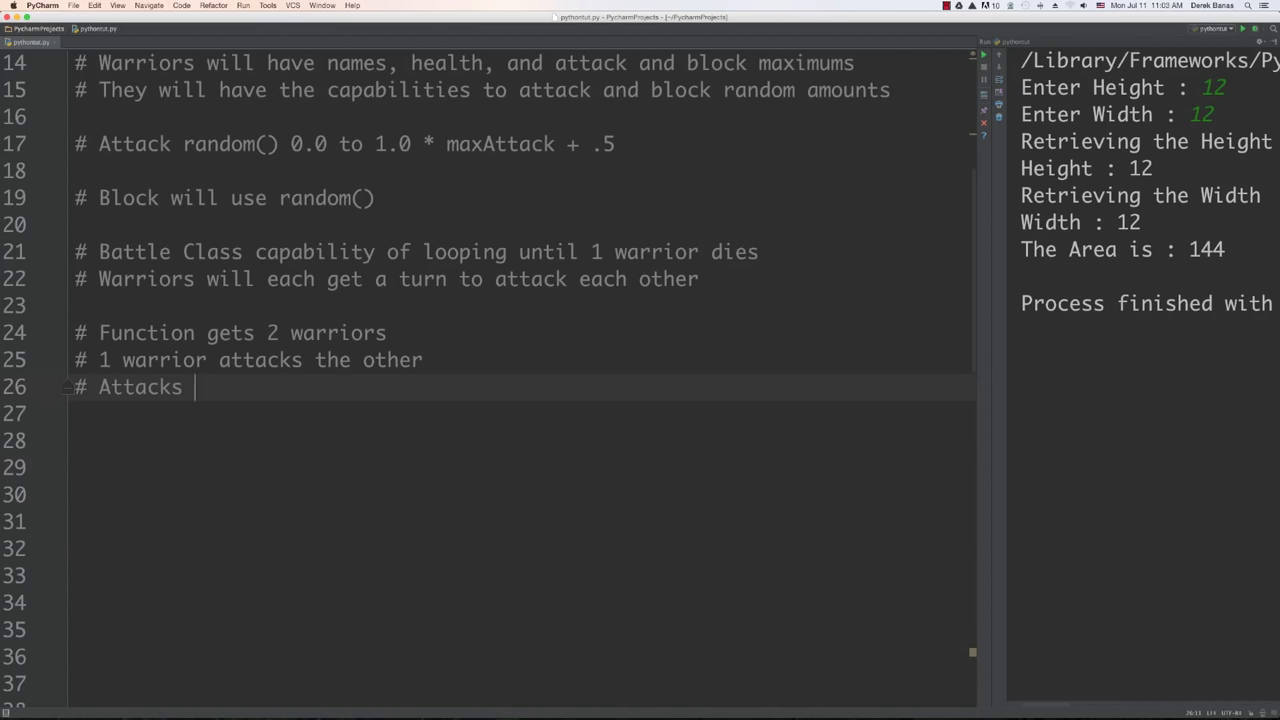 PyCharm File Edit View Navigate Code Refactor Run Tools VCS Window Help
10 Mon Jul 11 11:03 AM Derek Banas
pythontut.py - PycharmProjects - [~/PycharmProjects]
PycharmProjects pythontut.py pythontut
pythontut.py
Run: pythontut
14 # Warriors will have names, health, and attack and block maximums
15 # They will have the capabilities to attack and block random amounts
16
17 # Attack random() 0.0 to 1.0 * maxAttack + .5
18
19 # Block will use random()
20
21 # Battle Class capability of looping until 1 warrior dies
22 # Warriors will each get a turn to attack each other
23
24 # Function gets 2 warriors
25 # 1 warrior attacks the other
26 # Attacks
27
28
29
30
31
32
33
34
35
36
37
/Library/Frameworks/Py
Enter Height : 12
Enter Width : 12
Retrieving the Height
Height : 12
Retrieving the Width
Width : 12
The Area is : 144
Process finished with
26:11 LF÷ UTF-8÷